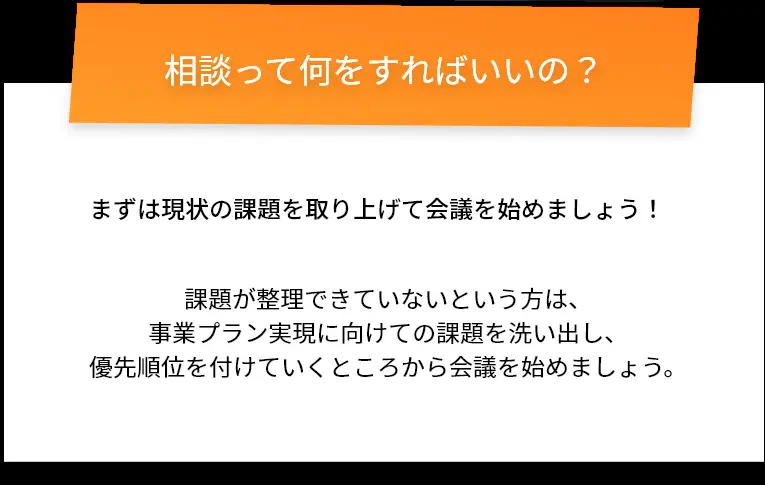 相談って何をすればいいの？
まずは現状の課題を取り上げて会議を始めましょう！
課題が整理できていないという方は、
事業プラン実現に向けての課題を洗い出し、
優先順位を付けていくところから会議を始めましょう。